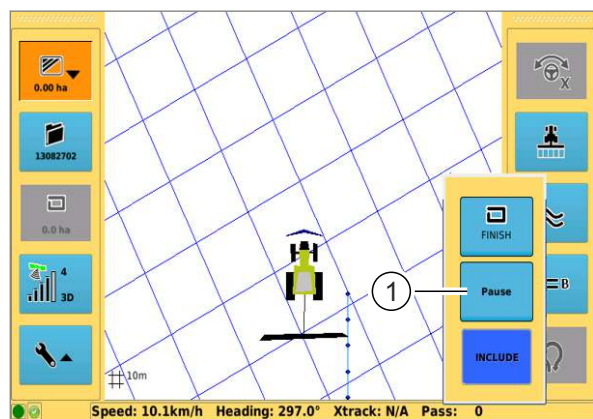 0.00 ha
13082702
0.0 ha
4
3D
10m
X
FINISH
1
Pause
=B
INCLUDE
Speed: 10.1km/h Heading: 297.0° Xtrack: N/A Pass: 0